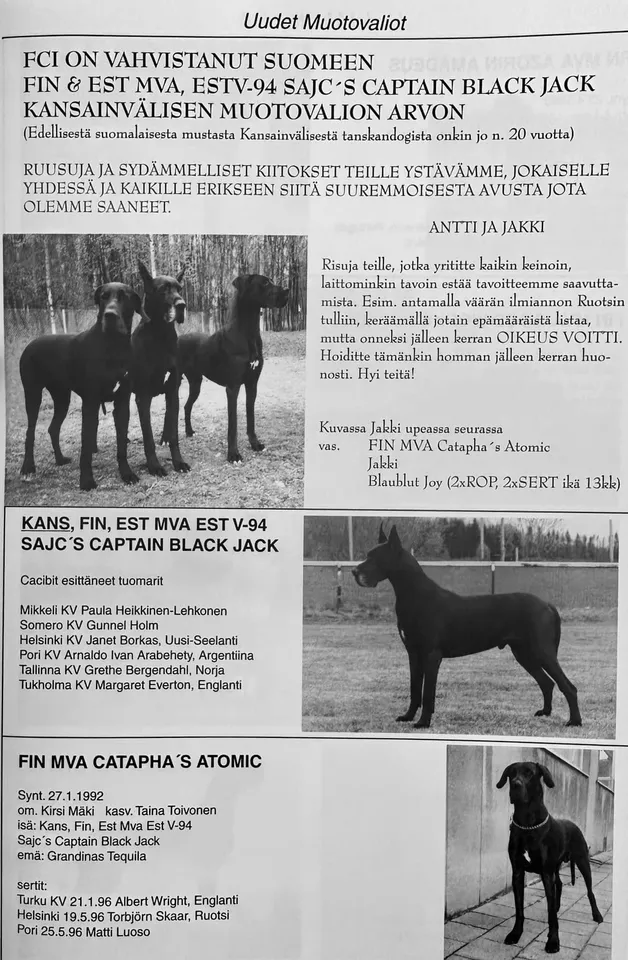 Uudet Muotovaliot
FCI ON VAHVISTANUT SUOMEEN
FIN & EST MVA, ESTV-94 SAJC´S CAPTAIN BLACK JACK
KANSAINVÄLISEN MUOTOVALION ARVON
(Edellisestä suomalaisesta mustasta Kansainvälisestä tanskandogista onkin jo n. 20 vuotta)
RUUSUJA JA SYDÄMMELLISET KIITOKSET TEILLE YSTÄVÄMME, JOKAISELLE
YHDESSÄ JA KAIKILLE ERIKSEEN SIITÄ SUUREMMOISESTA AVUSTA JOTA
OLEMME SAANEET.
ANTTI JA JAKKI
Risuja teille, jotka yrititte kaikin keinoin,
laittominkin tavoin estää tavoitteemme saavutta-
mista. Esim. antamalla väärän ilmiannon Ruotsin
tulliin, keräämällä jotain epämääräistä listaa,
mutta onneksi jälleen kerran OIKEUS VOITTI.
Hoiditte tämänkin homman jälleen kerran huo-
nosti. Hyi teitä!
Kuvassa Jakki upeassa seurassa
vas. FIN MVA Catapha´s Atomic
Jakki
Blaublut Joy (2xROP, 2xSERT ikä 13kk)
KANS, FIN, EST MVA EST V-94
SAJC´S CAPTAIN BLACK JACK
Cacibit esittäneet tuomarit
Mikkeli KV Paula Heikkinen-Lehkonen
Somero KV Gunnel Holm
Helsinki KV Janet Borkas, Uusi-Seelanti
Pori KV Arnaldo Ivan Arabehety, Argentiina
Tallinna KV Grethe Bergendahl, Norja
Tukholma KV Margaret Everton, Englanti
FIN MVA CATAPHA´S ATOMIC
Synt. 27.1.1992
om. Kirsi Mäki kasv. Taina Toivonen
isä: Kans, Fin, Est Mva Est V-94
Sajc´s Captain Black Jack
emä: Grandinas Tequila
sertit:
Turku KV 21.1.96 Albert Wright, Englanti
Helsinki 19.5.96 Torbjörn Skaar, Ruotsi
Pori 25.5.96 Matti Luoso